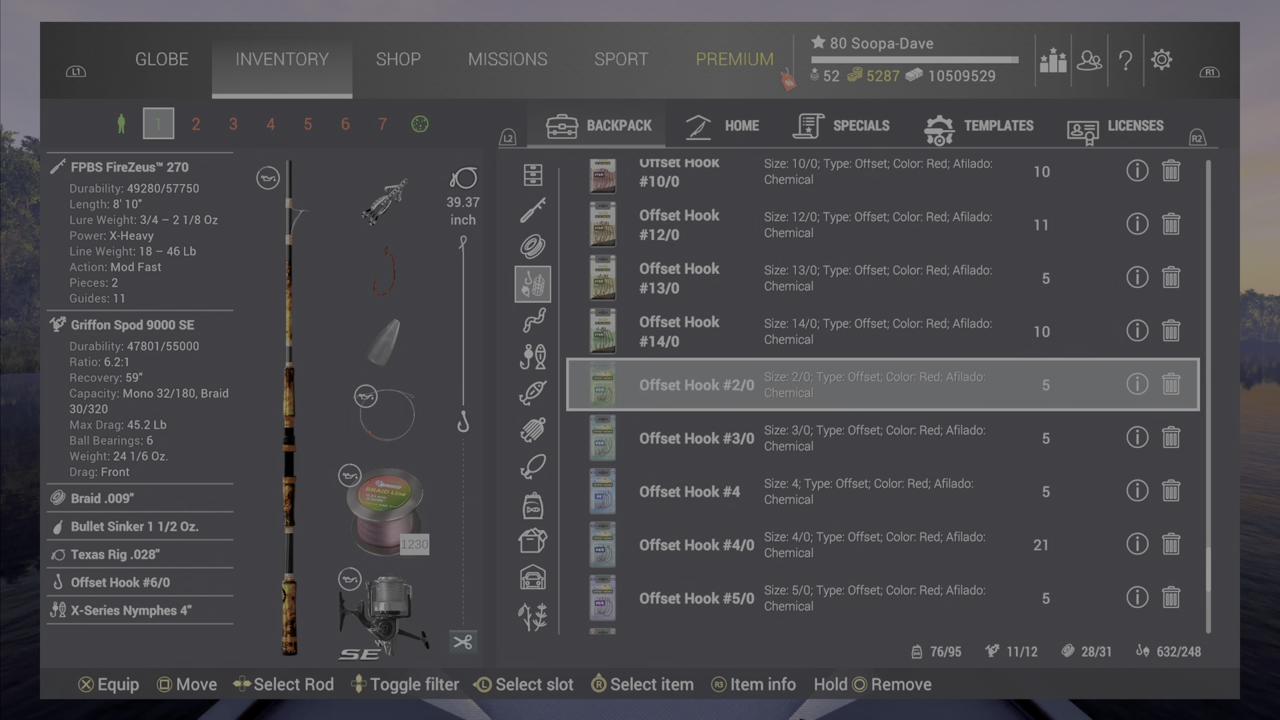 L1
GLOBE
INVENTORY
SHOP
MISSIONS
SPORT
PREMIUM
80 Soopa-Dave
52 5287 10509529
?
R1
1 2 3 4 5 6 7
L2
BACKPACK
HOME
SPECIALS
TEMPLATES
LICENSES
R2
FPBS FireZeus™ 270
Durability: 49280/57750
Length: 8' 10"
Lure Weight: 3/4 – 2 1/8 Oz
Power: X-Heavy
Line Weight: 18 – 46 Lb
Action: Mod Fast
Pieces: 2
Guides: 11
Griffon Spod 9000 SE
Durability: 47801/55000
Ratio: 6.2:1
Recovery: 59"
Capacity: Mono 32/180, Braid
30/320
Max Drag: 45.2 Lb
Ball Bearings: 6
Weight: 24 1/6 Oz.
Drag: Front
Braid .009"
Bullet Sinker 1 1/2 Oz.
Texas Rig .028"
Offset Hook #6/0
X-Series Nymphes 4"
39.37
inch
BRAID LINE
1230
SE
Offset Hook
#10/0
Size: 10/0; Type: Offset; Color: Red; Afilado:
Chemical
10
Offset Hook
#12/0
Size: 12/0; Type: Offset; Color: Red; Afilado:
Chemical
11
Offset Hook
#13/0
Size: 13/0; Type: Offset; Color: Red; Afilado:
Chemical
5
Offset Hook
#14/0
Size: 14/0; Type: Offset; Color: Red; Afilado:
Chemical
10
Offset Hook #2/0
Size: 2/0; Type: Offset; Color: Red; Afilado:
Chemical
5
Offset Hook #3/0
Size: 3/0; Type: Offset; Color: Red; Afilado:
Chemical
5
Offset Hook #4
Size: 4; Type: Offset; Color: Red; Afilado:
Chemical
5
Offset Hook #4/0
Size: 4/0; Type: Offset; Color: Red; Afilado:
Chemical
21
Offset Hook #5/0
Size: 5/0; Type: Offset; Color: Red; Afilado:
Chemical
5
76/95 11/12 28/31 632/248
Equip Move Select Rod Toggle filter L Select slot R Select item R3 Item info Hold Remove